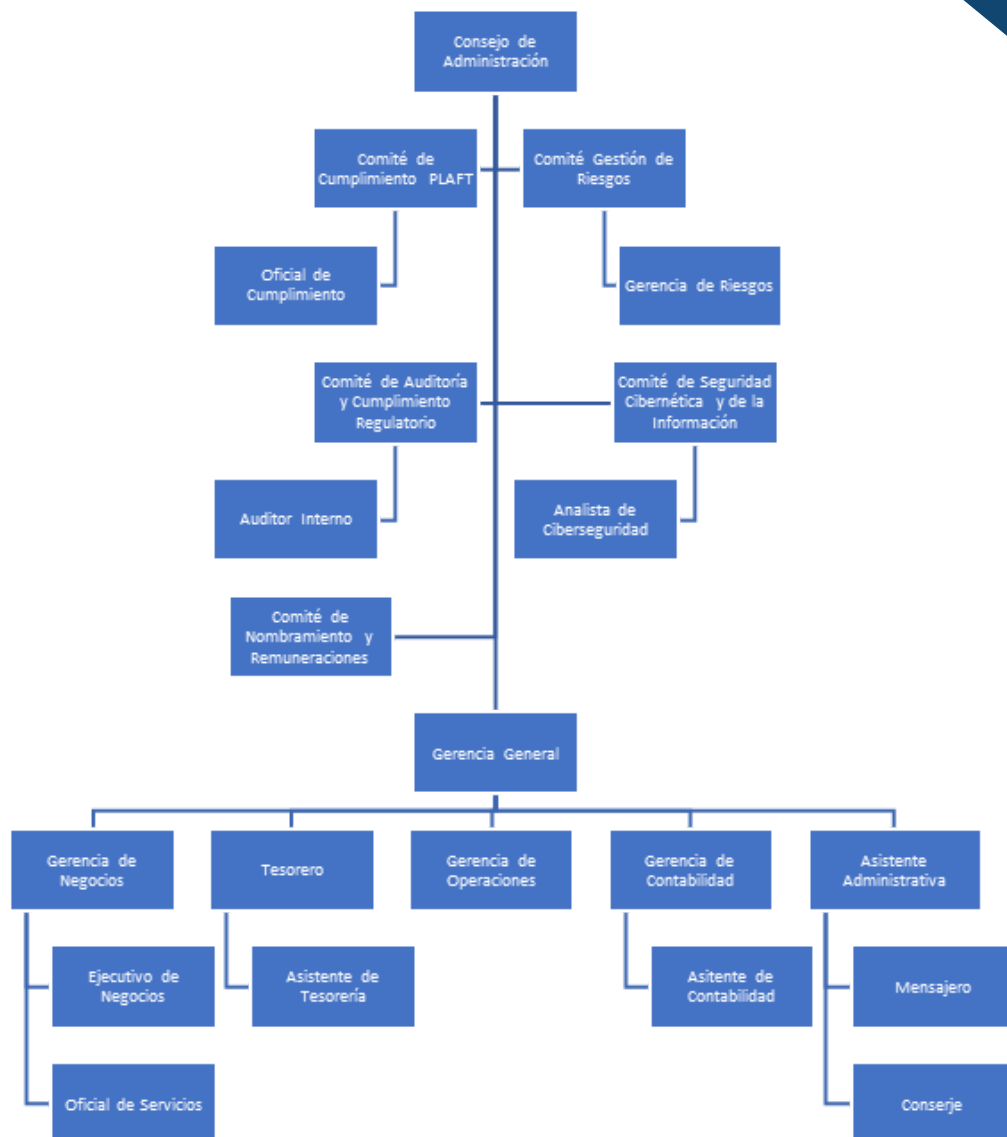 Consejo de
Administración
Comité de
Cumplimiento PLAFT
Comité Gestión de
Riesgos
Oficial de
Cumplimiento
Gerencia de Riesgos
Comité de Auditoría
y Cumplimiento
Regulatorio
Comité de Seguridad
Cibernética y de la
Información
Auditor Interno
Analista de
Ciberseguridad
Comité de
Nombramiento y
Remuneraciones
Gerencia General
Gerencia de
Negocios
Tesorero
Gerencia de
Operaciones
Gerencia de
Contabilidad
Asistente
Administrativa
Ejecutivo de
Negocios
Asistente de
Tesorería
Asitente de
Contabilidad
Mensajero
Oficial de Servicios
Conserje